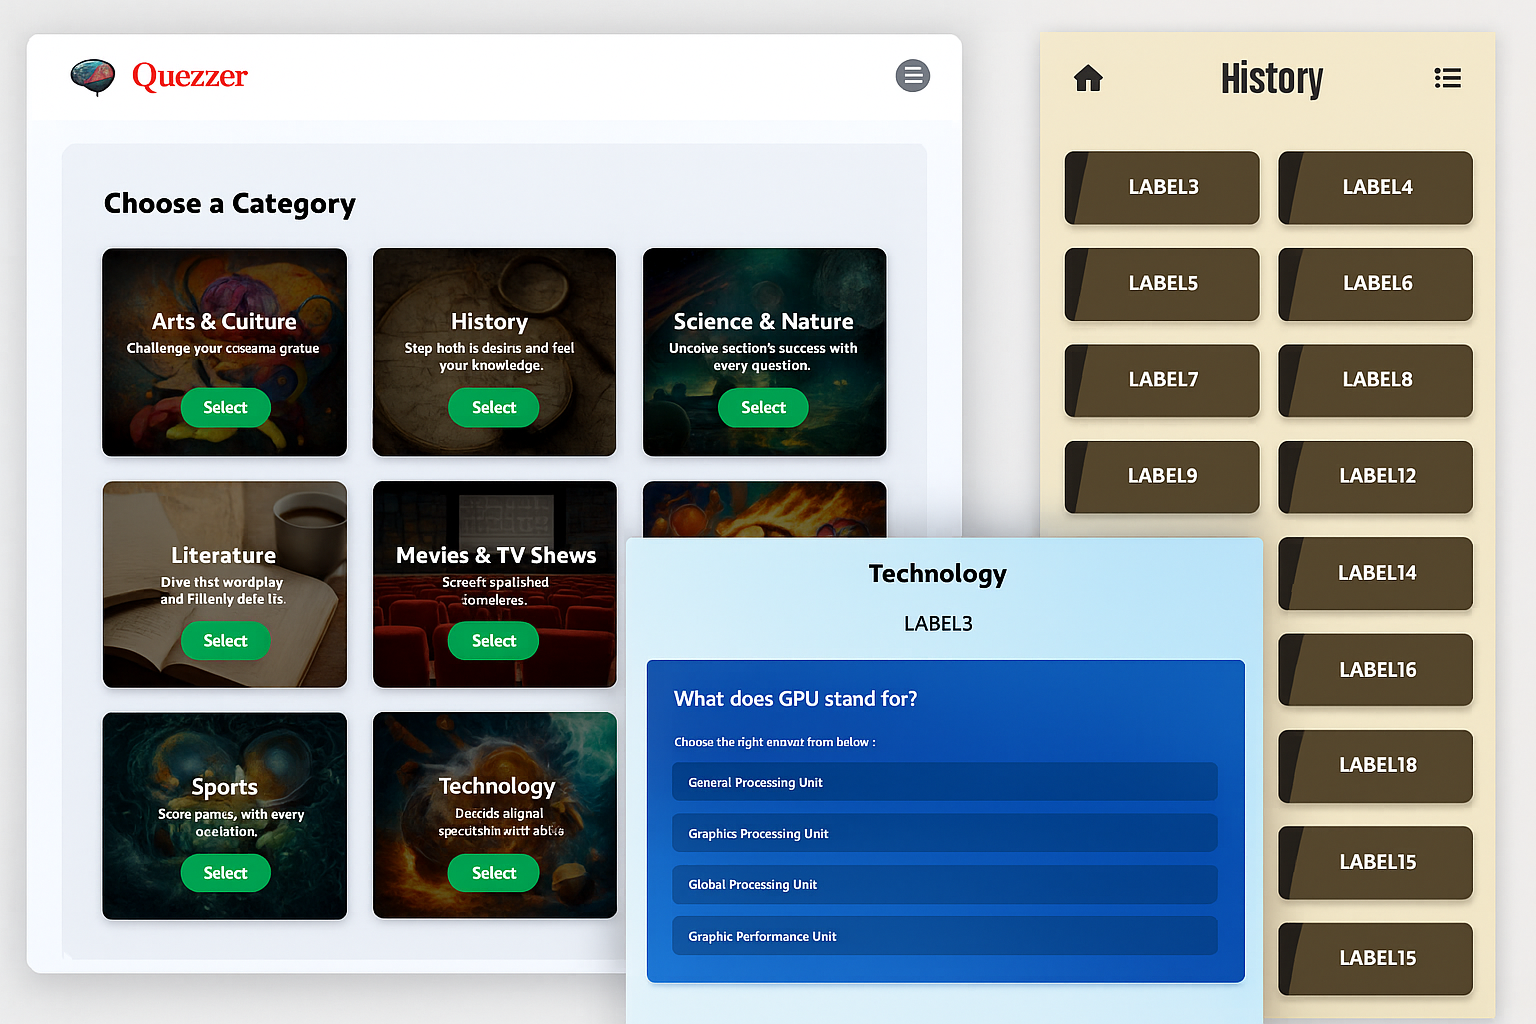 Quezzer
Choose a Category
Arts & Cuiture
Challenge your coseama gratue
Select
History
Step hoth is desins and feel
your knowledge.
Select
Science & Nature
Uncoive section's success with
every question.
Select
Literature
Dive thst wordplay
and Fillenly defe lis.
Select
Mevies & TV Shews
Screeft spalished
iomeleres.
Select
Sports
Score pames, with every
ocelation.
Select
Technology
Deccids alignal
specutshin wirit
Select
Technology
LABEL3
What does GPU stand for?
Choose the right ennvat from below :
General Processing Unit
Graphics Processing Unit
Global Processing Unit
Graphic Performance Unit
History
LABEL3
LABEL4
LABEL5
LABEL6
LABEL7
LABEL8
LABEL9
LABEL12
LABEL14
LABEL16
LABEL18
LABEL15
LABEL15